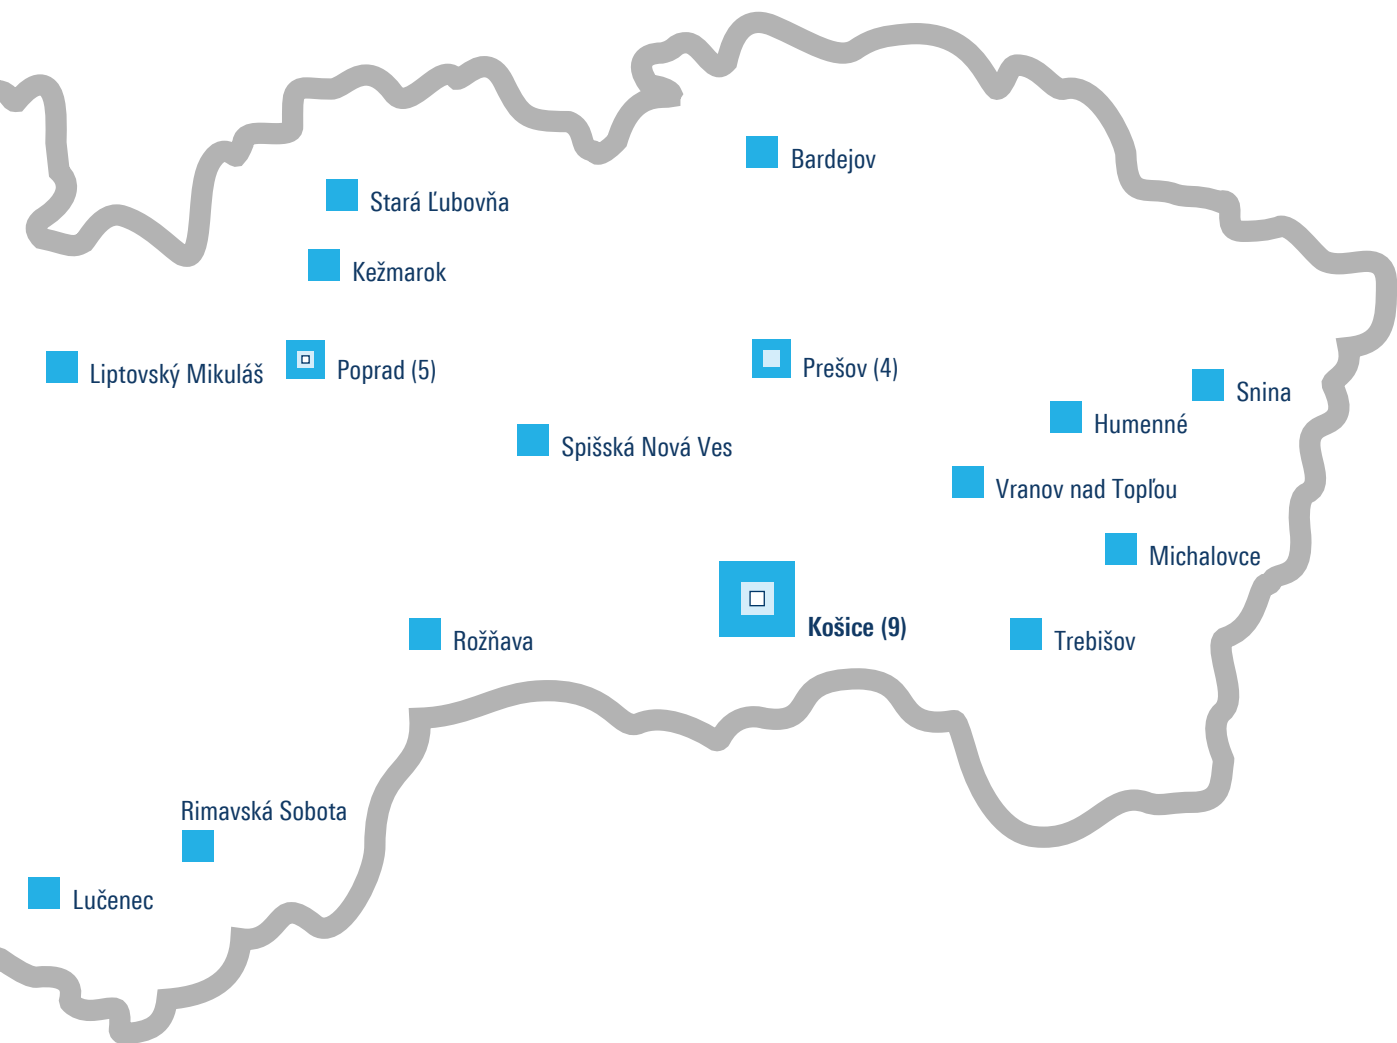 Bardejov
Stará Ľubovňa
Kežmarok
Liptovský Mikuláš
Poprad (5)
Prešov (4)
Snina
Humenné
Spišská Nová Ves
Vranov nad Topľou
Michalovce
Košice (9)
Rožňava
Trebišov
Rimavská Sobota
Lučenec